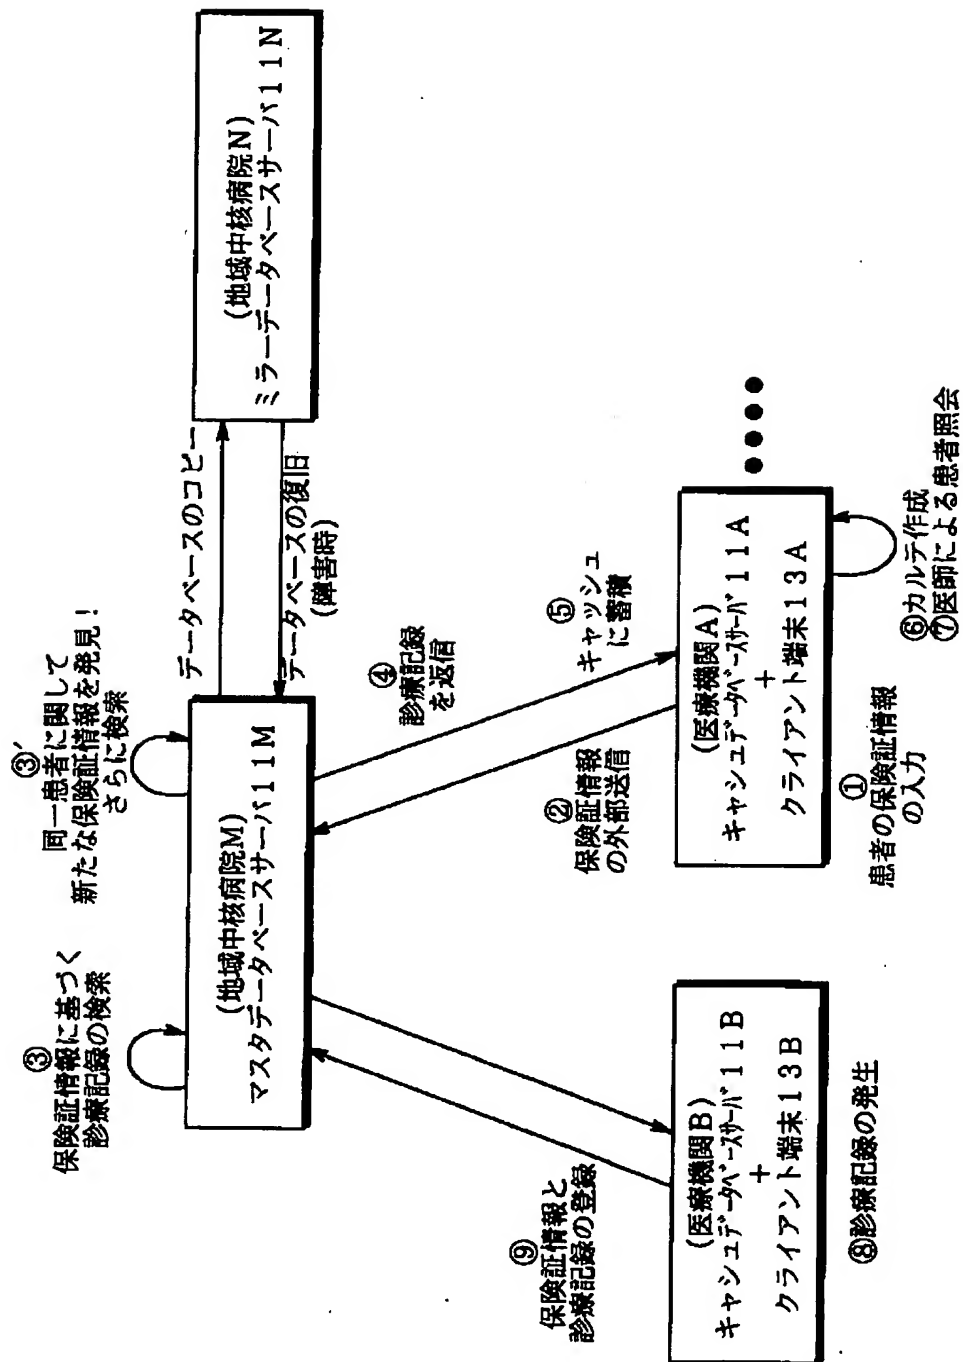 ③
保険証情報に基づく
診療記録の検索
③′
同一患者に関して
新たな保険証情報を発見！
さらに検索
(地域中核病院M)
マスタデータベースサーバ11M
データベースのコピー
データベースの復旧
(障害時)
(地域中核病院N)
ミラーデータベースサーバ11N
⑨
保険証情報と
診療記録の登録
②
保険証情報
の外部送信
④
診療記録
を返信
⑤
キャッシュ
に蓄積
(医療機関B)
キャシュデータベースサーバ11B
+
クライアント端末13B
⑧診療記録の発生
(医療機関A)
キャシュデータベースサーバ11A
+
クライアント端末13A
①
患者の保険証情報
の入力
⑥カルテ作成
⑦医師による患者照会